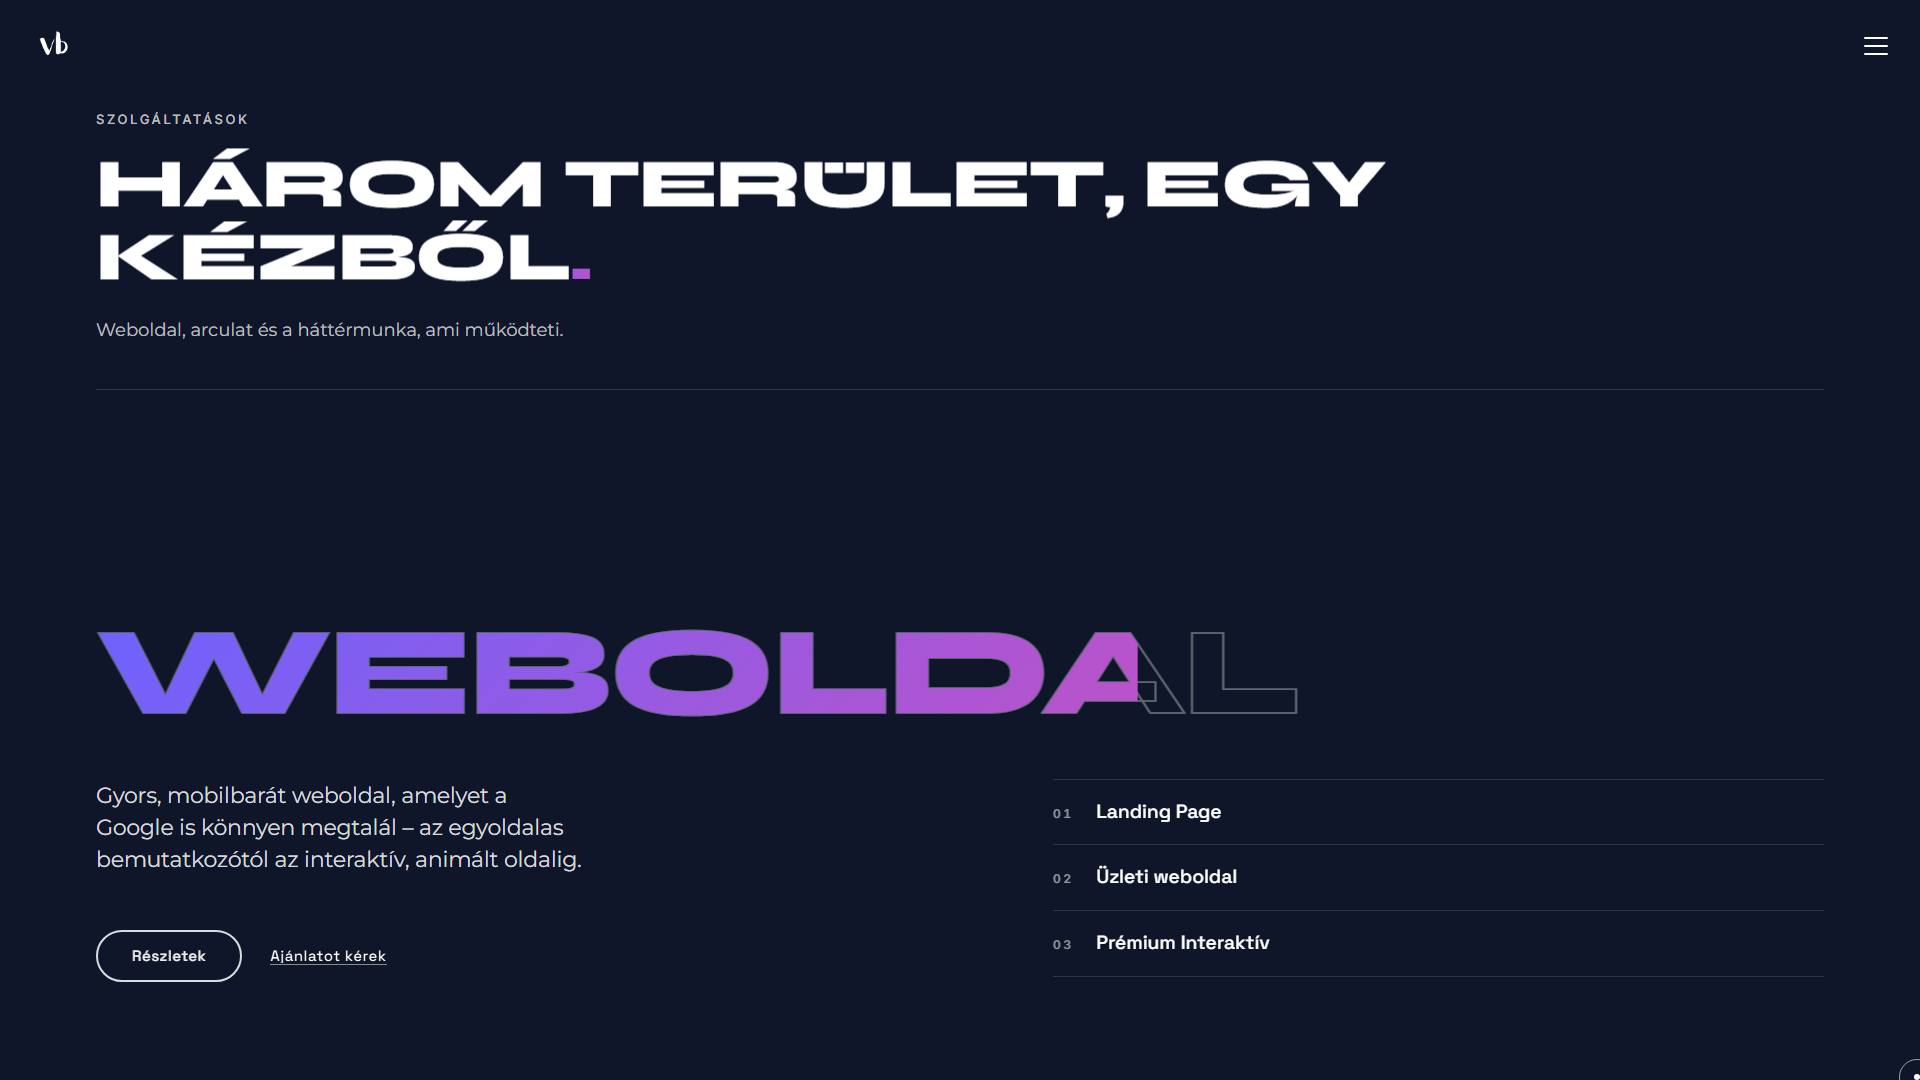 vb
SZOLGÁLTATÁSOK
HÁROM TERÜLET, EGY
KÉZBŐL.
Weboldal, arculat és a háttérmunka, ami működteti.
WEBOLDAL
Gyors, mobilbarát weboldal, amelyet a
Google is könnyen megtalál – az egyoldalas
bemutatkozótól az interaktív, animált oldalig.
Részletek
Ajánlatot kérek
01 Landing Page
02 Üzleti weboldal
03 Prémium Interaktív